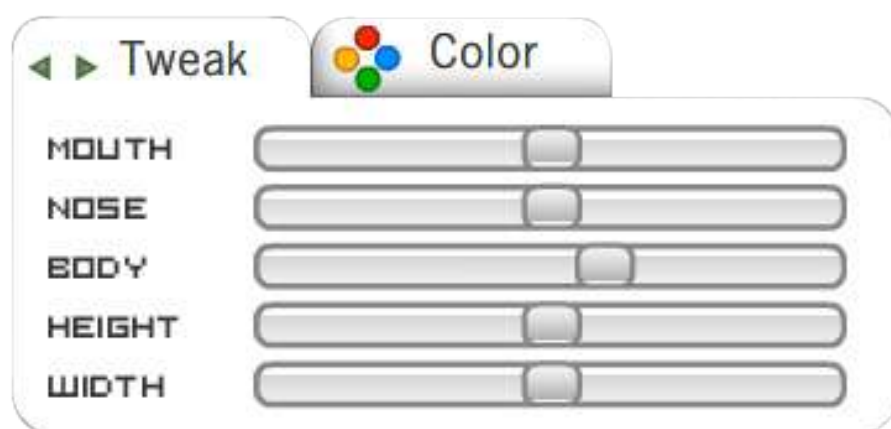 Tweak
Color
MOUTH
NOSE
BODY
HEIGHT
WIDTH